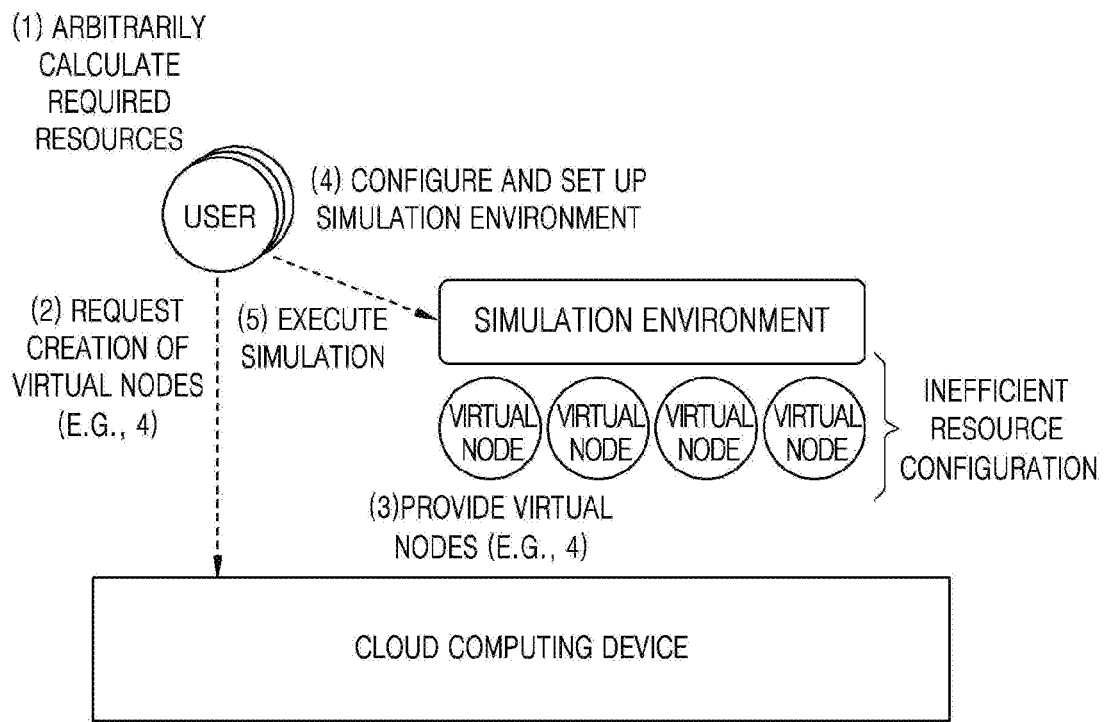 (1) ARBITRARILY
CALCULATE
REQUIRED
RESOURCES
USER
(4) CONFIGURE AND SET UP
SIMULATION ENVIRONMENT
(2) REQUEST
CREATION OF
VIRTUAL NODES
(E.G., 4)
(5) EXECUTE
SIMULATION
SIMULATION ENVIRONMENT
VIRTUAL
NODE
VIRTUAL
NODE
VIRTUAL
NODE
VIRTUAL
NODE
INEFFICIENT
RESOURCE
CONFIGURATION
(3)PROVIDE VIRTUAL
NODES (E.G., 4)
CLOUD COMPUTING DEVICE